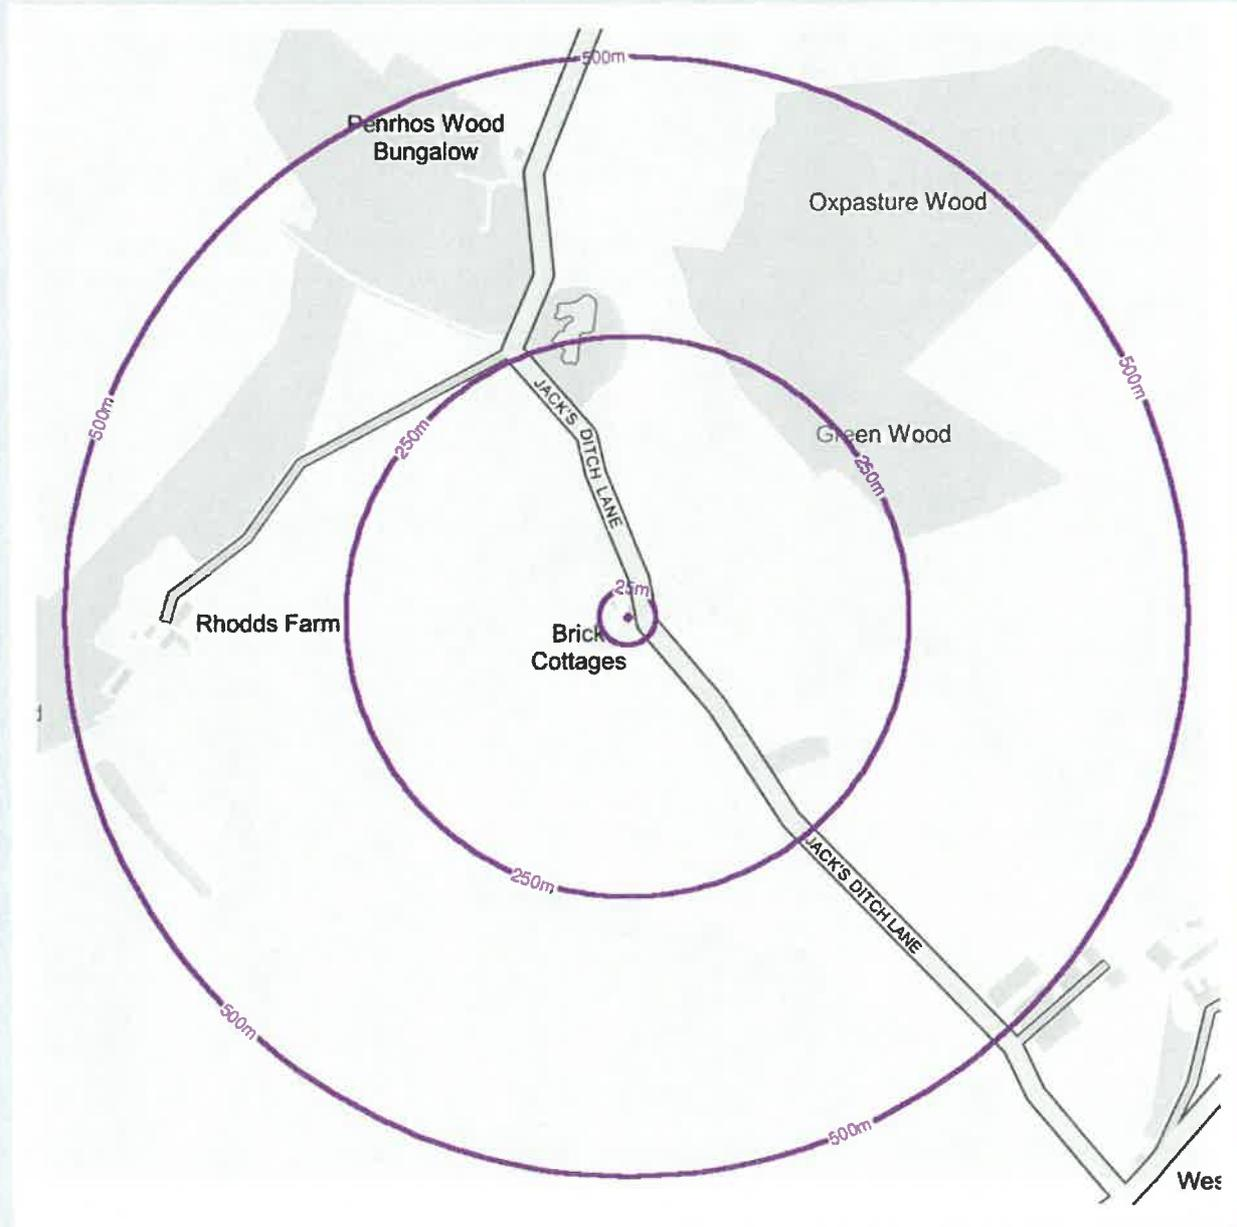 500m
Penrhos Wood
Bungalow
Oxpasture Wood
500m
JACK'S DITCH LANE
500m
250m
Green Wood
250m
25m
Rhodds Farm
Brick
Cottages
JACK'S DITCH LANE
250m
500m
500m
Wes